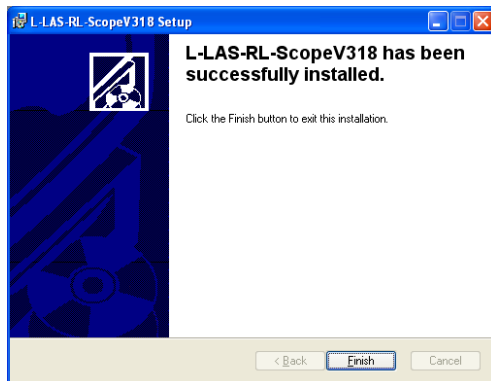 L-LAS-RL-ScopeV318 Setup
L-LAS-RL-ScopeV318 has been
successfully installed.
Click the Finish button to exit this installation.
< Back
Finish
Cancel